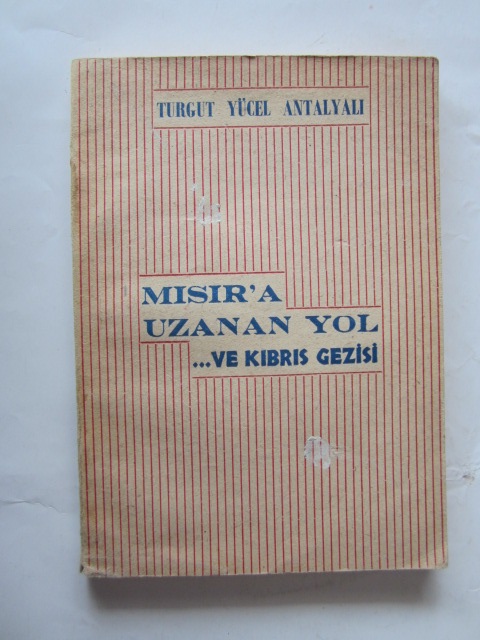 TURGUT YÜCEL ANTALYALI
MISIR'A
UZANAN YOL
...VE KIBRIS GEZİSİ